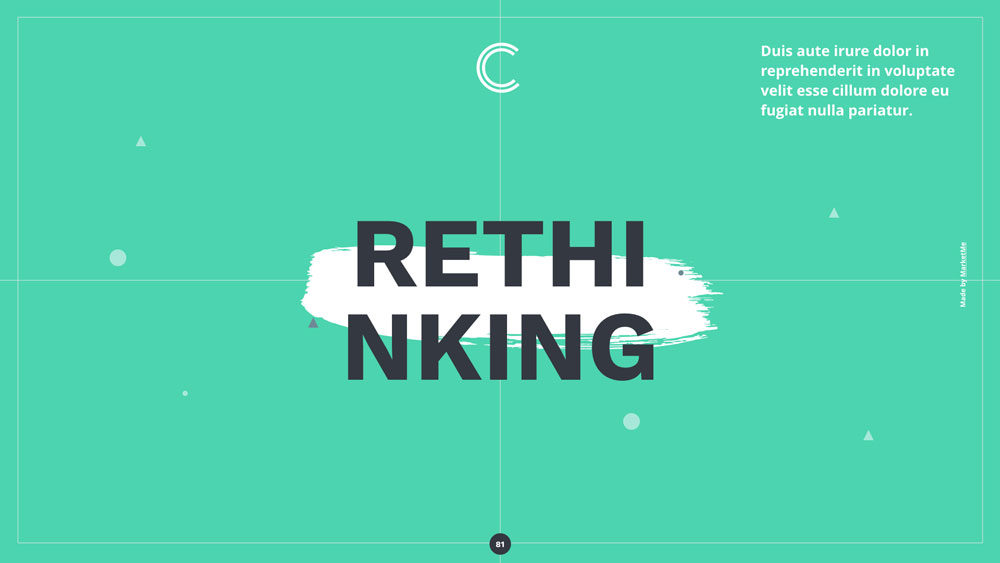 C
Duis aute irure dolor in
reprehenderit in voluptate
velit esse cillum dolore eu
fugiat nulla pariatur.
RETHI
NKING
Made by MarketMe
81